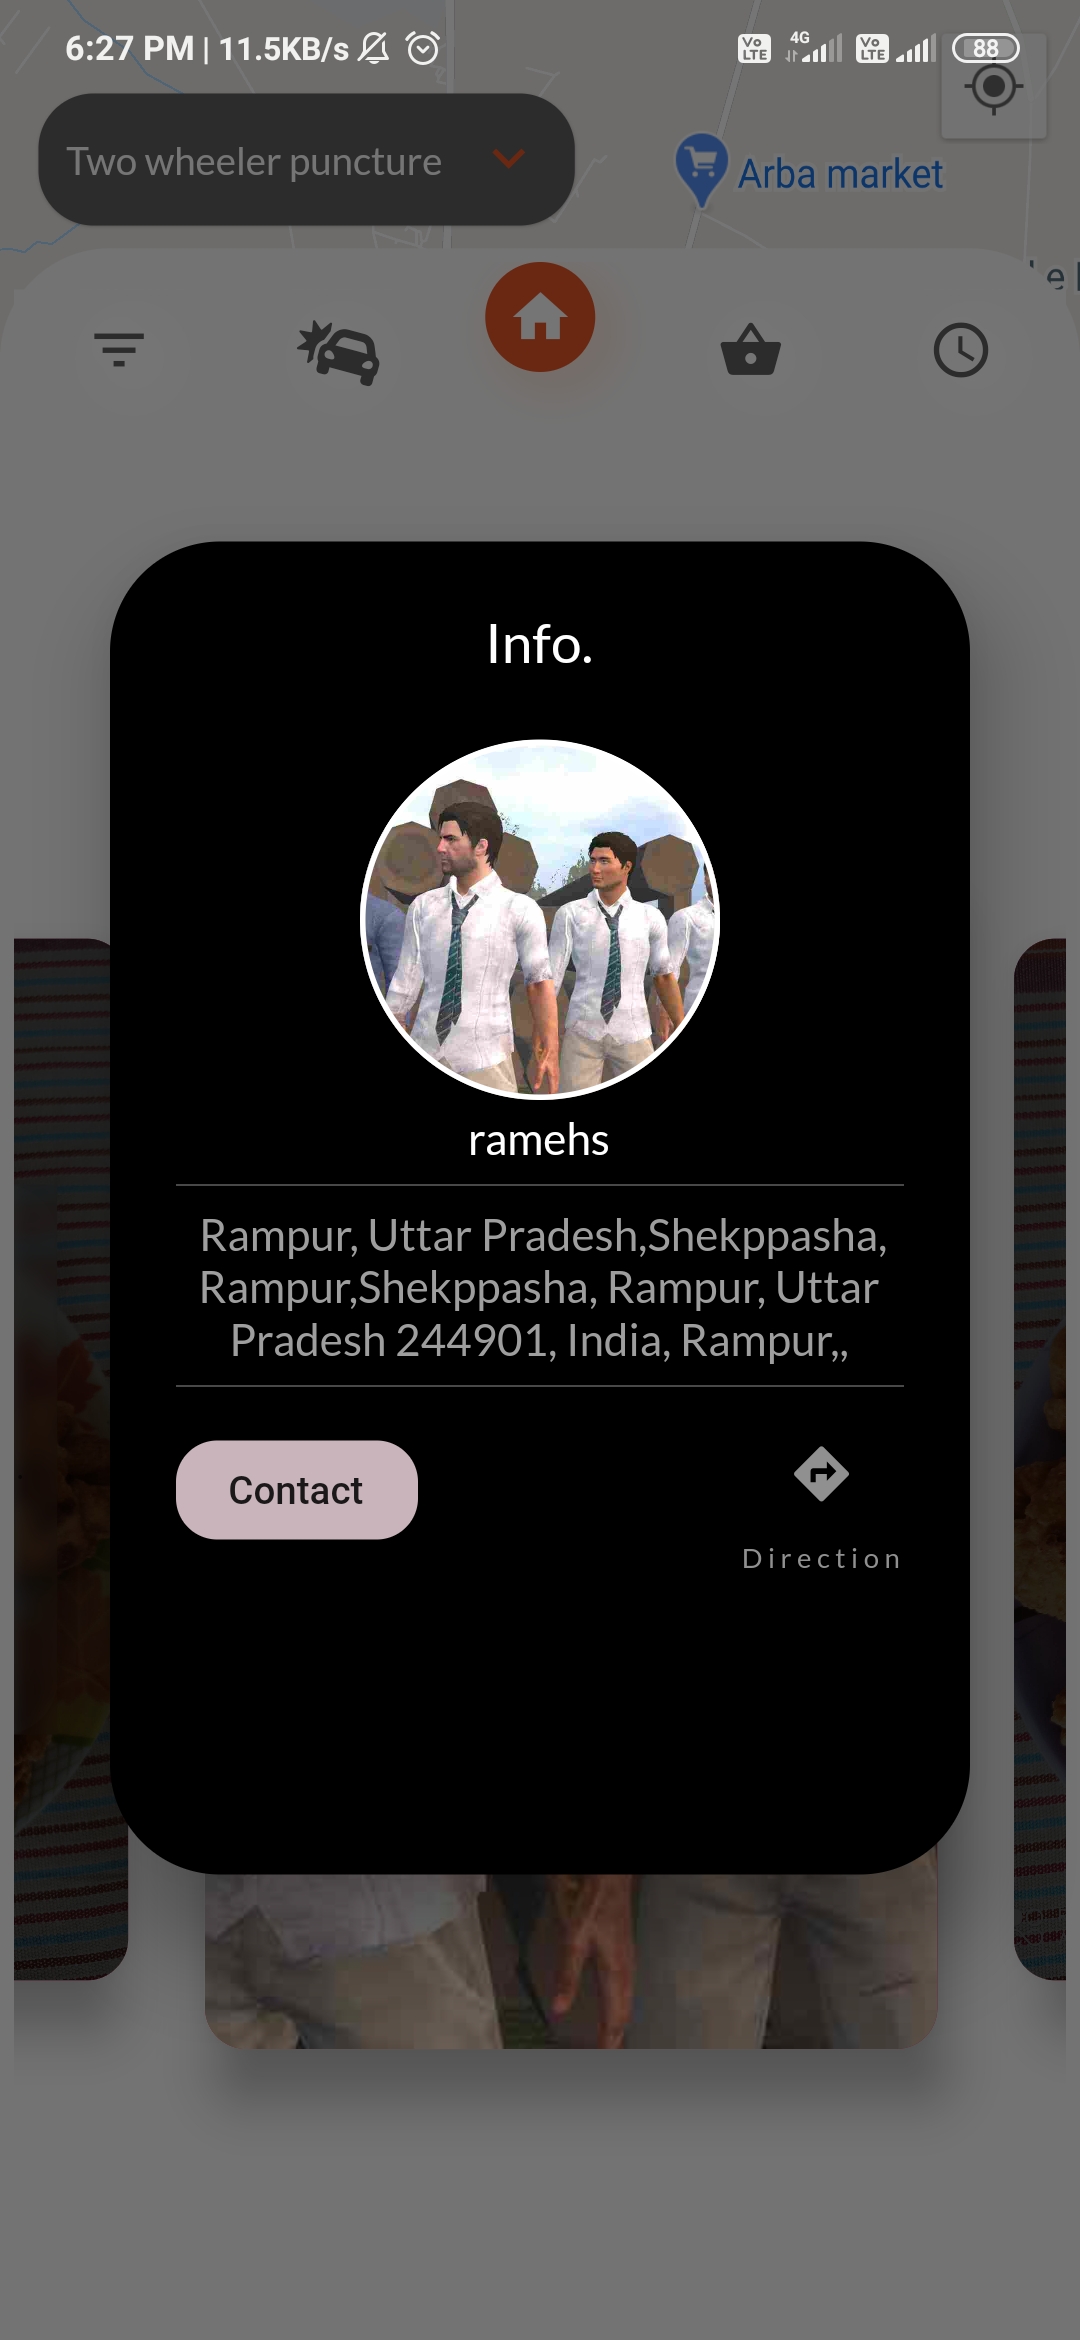 6:27 PM | 11.5KB/s
Vo LTE 4G Vo LTE 88
Two wheeler puncture
Arba market
Info.
ramehs
Rampur, Uttar Pradesh,Shekppasha,
Rampur,Shekppasha, Rampur, Uttar
Pradesh 244901, India, Rampur,,
Contact
Direction